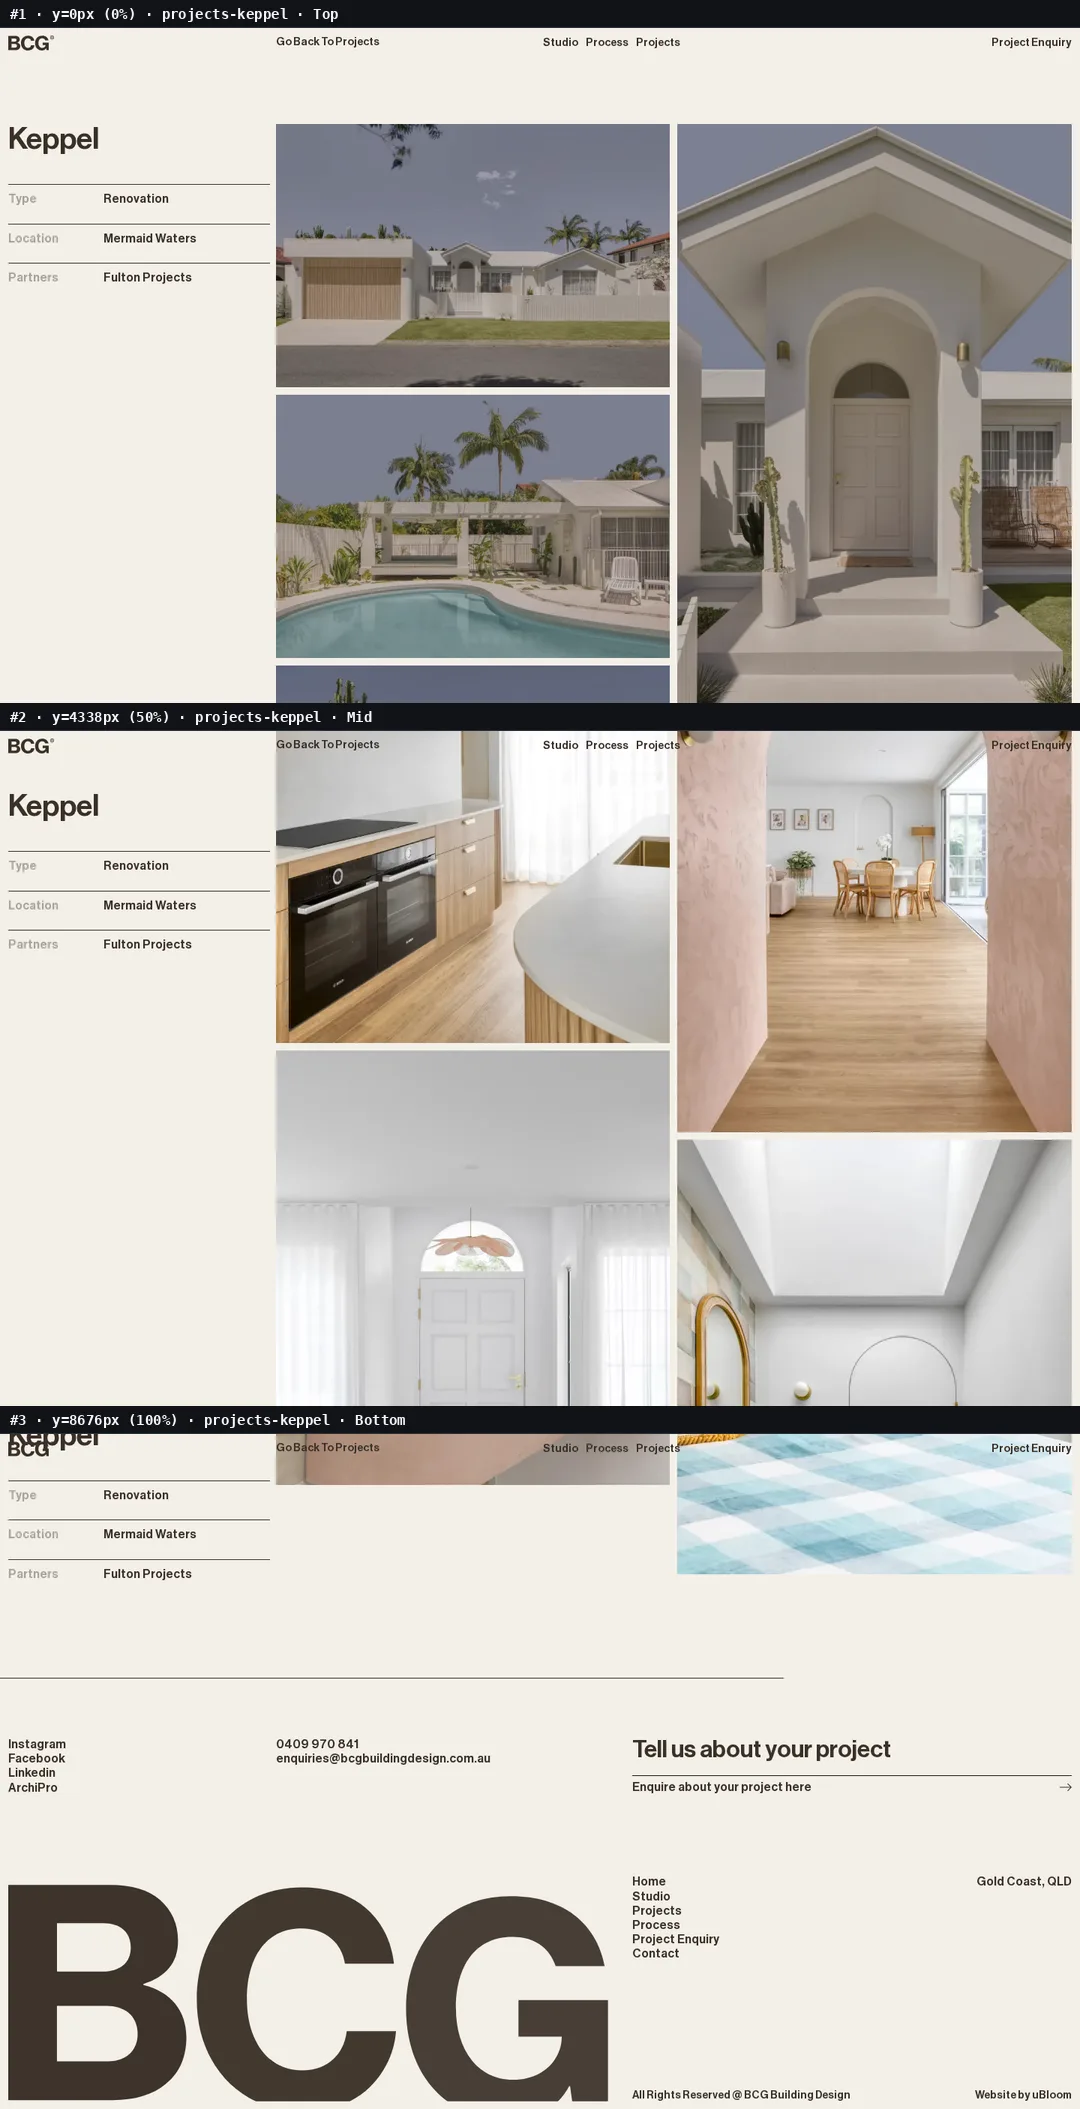 #1 · y=0px (0%) · projects-keppel · Top
BCG®
Go Back To Projects
Studio Process Projects
Project Enquiry
Keppel
Type Renovation
Location Mermaid Waters
Partners Fulton Projects
#2 · y=4338px (50%) · projects-keppel · Mid
BCG®
Go Back To Projects
Studio Process Projects
Project Enquiry
Keppel
Type Renovation
Location Mermaid Waters
Partners Fulton Projects
#3 · y=8676px (100%) · projects-keppel · Bottom
Keppel
BCG
Go Back To Projects
Studio Process Projects
Project Enquiry
Type Renovation
Location Mermaid Waters
Partners Fulton Projects
Instagram
Facebook
Linkedin
ArchiPro
0409 970 841
enquiries@bcgbuildingdesign.com.au
Tell us about your project
Enquire about your project here →
Home
Studio
Projects
Process
Project Enquiry
Contact
Gold Coast, QLD
BCG
All Rights Reserved @ BCG Building Design
Website by uBloom